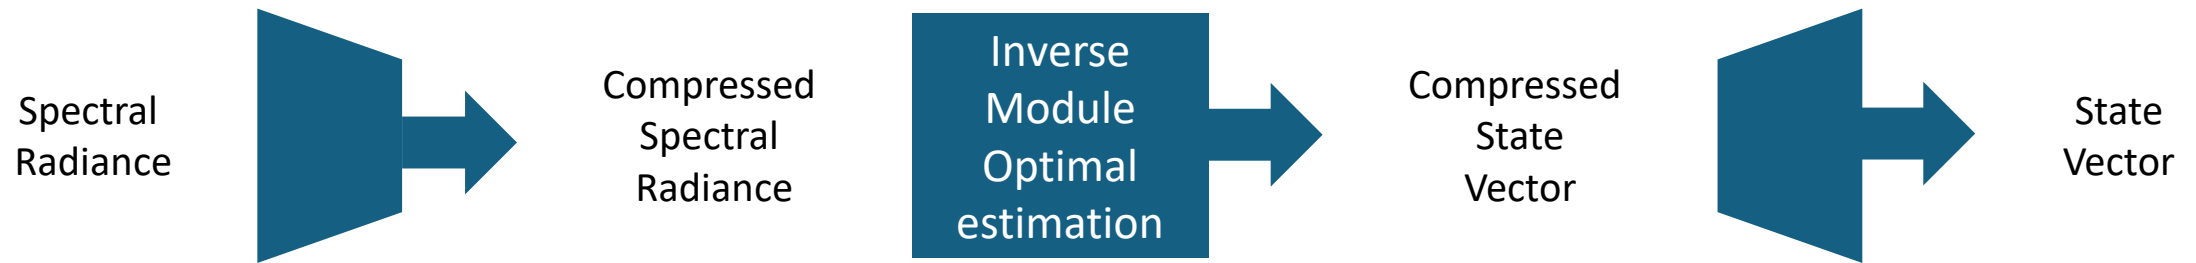 Spectral
Radiance
Compressed
Spectral
Radiance
Inverse
Module
Optimal
estimation
Compressed
State
Vector
State
Vector